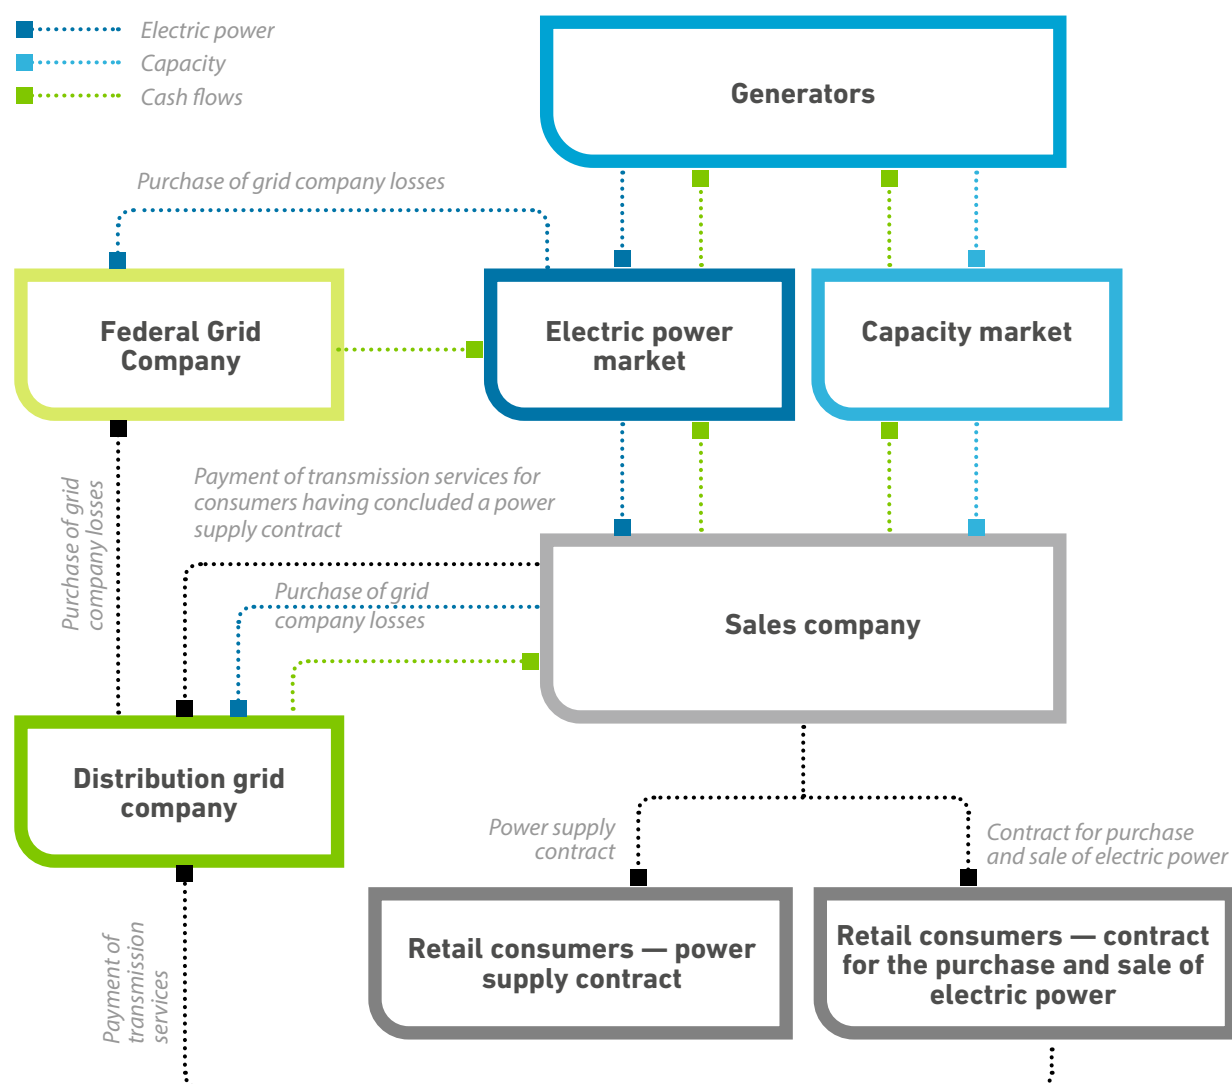 Electric power
Capacity
Cash flows
Generators
Purchase of grid company losses
Federal Grid
Company
Electric power
market
Capacity market
Purchase of grid
company losses
Payment of transmission services for
consumers having concluded a power
supply contract
Purchase of grid
company losses
Sales company
Distribution grid
company
Power supply
contract
Contract for purchase
and sale of electric power
Payment of
transmission
services
Retail consumers — power
supply contract
Retail consumers — contract
for the purchase and sale of
electric power